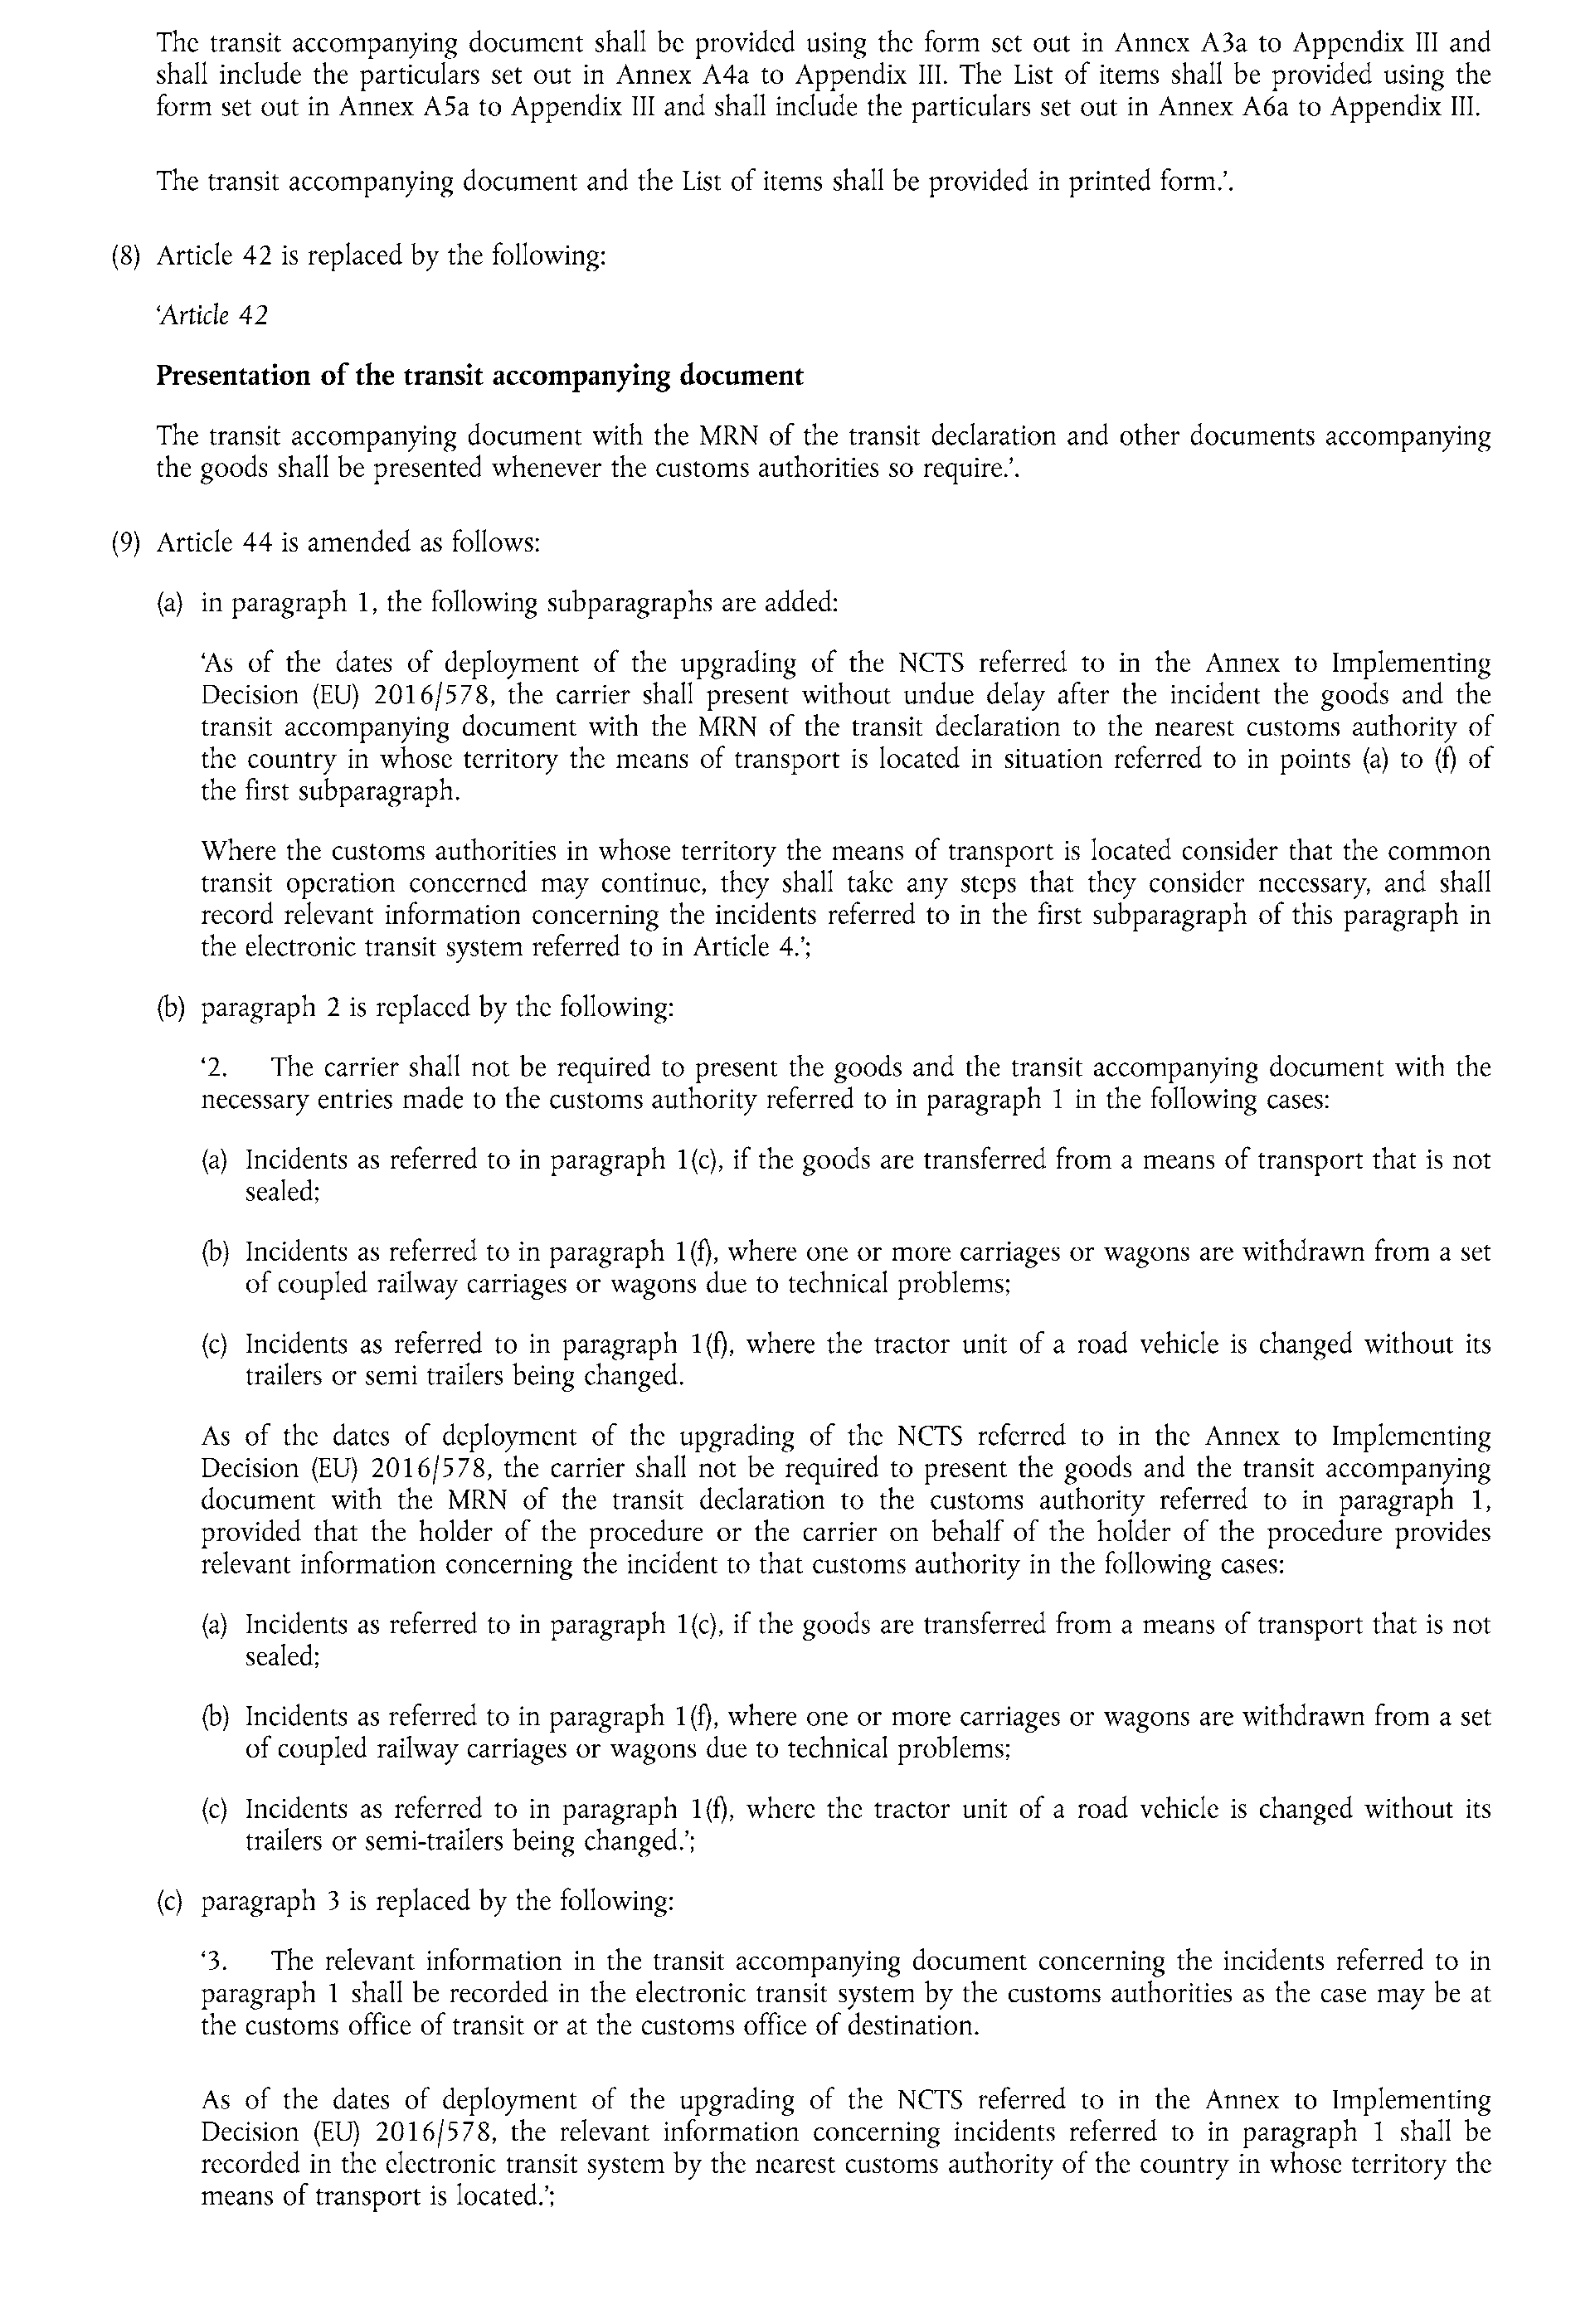 The transit accompanying document shall be provided using the form set out in Annex A3a to Appendix III and
shall include the particulars set out in Annex A4a to Appendix III. The List of items shall be provided using the
form set out in Annex A5a to Appendix III and shall include the particulars set out in Annex A6a to Appendix III.
The transit accompanying document and the List of items shall be provided in printed form.’.
(8) Article 42 is replaced by the following:
‘Article 42
Presentation of the transit accompanying document
The transit accompanying document with the MRN of the transit declaration and other documents accompanying
the goods shall be presented whenever the customs authorities so require.’.
(9) Article 44 is amended as follows:
(a) in paragraph 1, the following subparagraphs are added:
‘As of the dates of deployment of the upgrading of the NCTS referred to in the Annex to Implementing
Decision (EU) 2016/578, the carrier shall present without undue delay after the incident the goods and the
transit accompanying document with the MRN of the transit declaration to the nearest customs authority of
the country in whose territory the means of transport is located in situation referred to in points (a) to (f) of
the first subparagraph.
Where the customs authorities in whose territory the means of transport is located consider that the common
transit operation concerned may continue, they shall take any steps that they consider necessary, and shall
record relevant information concerning the incidents referred to in the first subparagraph of this paragraph in
the electronic transit system referred to in Article 4.’;
(b) paragraph 2 is replaced by the following:
‘2. The carrier shall not be required to present the goods and the transit accompanying document with the
necessary entries made to the customs authority referred to in paragraph 1 in the following cases:
(a) Incidents as referred to in paragraph 1(c), if the goods are transferred from a means of transport that is not
sealed;
(b) Incidents as referred to in paragraph 1(f), where one or more carriages or wagons are withdrawn from a set
of coupled railway carriages or wagons due to technical problems;
(c) Incidents as referred to in paragraph 1(f), where the tractor unit of a road vehicle is changed without its
trailers or semi trailers being changed.
As of the dates of deployment of the upgrading of the NCTS referred to in the Annex to Implementing
Decision (EU) 2016/578, the carrier shall not be required to present the goods and the transit accompanying
document with the MRN of the transit declaration to the customs authority referred to in paragraph 1,
provided that the holder of the procedure or the carrier on behalf of the holder of the procedure provides
relevant information concerning the incident to that customs authority in the following cases:
(a) Incidents as referred to in paragraph 1(c), if the goods are transferred from a means of transport that is not
sealed;
(b) Incidents as referred to in paragraph 1(f), where one or more carriages or wagons are withdrawn from a set
of coupled railway carriages or wagons due to technical problems;
(c) Incidents as referred to in paragraph 1(f), where the tractor unit of a road vehicle is changed without its
trailers or semi-trailers being changed.’;
(c) paragraph 3 is replaced by the following:
‘3. The relevant information in the transit accompanying document concerning the incidents referred to in
paragraph 1 shall be recorded in the electronic transit system by the customs authorities as the case may be at
the customs office of transit or at the customs office of destination.
As of the dates of deployment of the upgrading of the NCTS referred to in the Annex to Implementing
Decision (EU) 2016/578, the relevant information concerning incidents referred to in paragraph 1 shall be
recorded in the electronic transit system by the nearest customs authority of the country in whose territory the
means of transport is located.’;